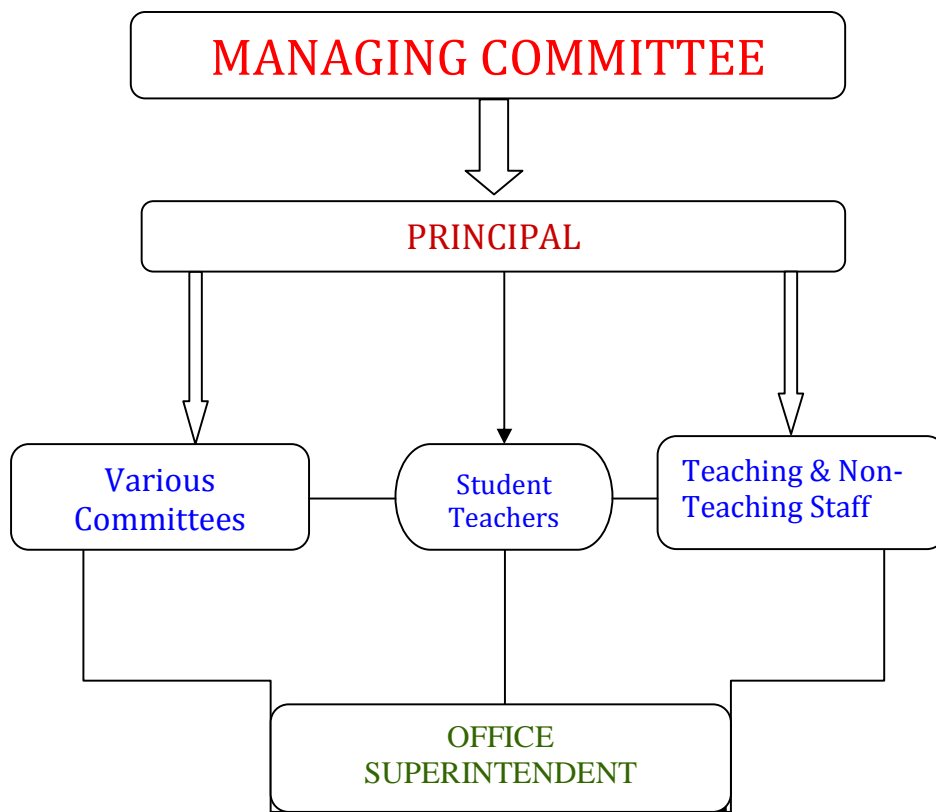 MANAGING COMMITTEE
PRINCIPAL
Various
Committees
Student
Teachers
Teaching & Non-
Teaching Staff
OFFICE
SUPERINTENDENT